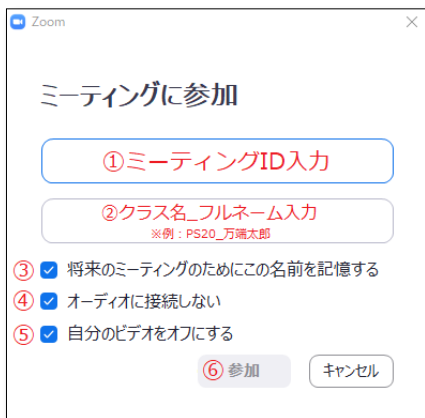 Zoom
ミーティングに参加
①ミーティングID入力
②クラス名_フルネーム入力
※例：PS20_万瑞太郎
③ 将来のミーティングのためにこの名前を記憶する
④ オーディオに接続しない
⑤ 自分のビデオをオフにする
⑥ 参加 キャンセル